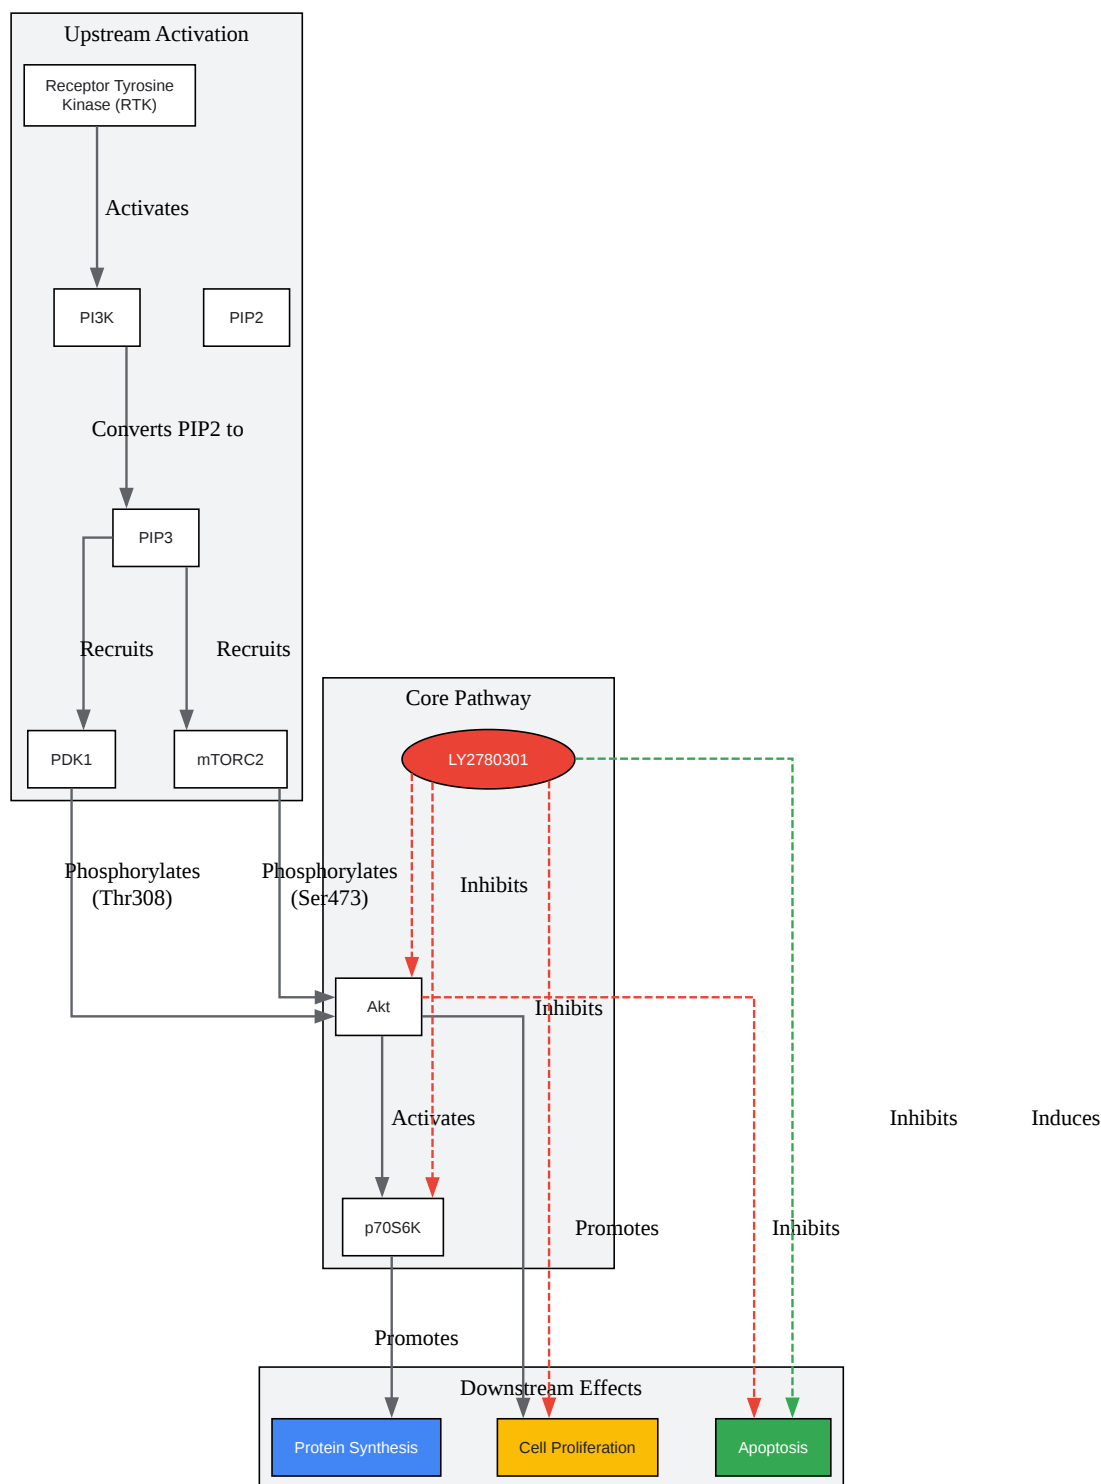 Upstream Activation
Receptor Tyrosine
Kinase (RTK)
Activates
PI3K
PIP2
Converts PIP2 to
PIP3
Recruits
Recruits
Core Pathway
PDK1
mTORC2
LY2780301
Phosphorylates
(Thr308)
Phosphorylates
(Ser473)
Inhibits
Akt
Inhibits
Activates
Inhibits
Induces
p70S6K
Promotes
Inhibits
Promotes
Downstream Effects
Protein Synthesis
Cell Proliferation
Apoptosis